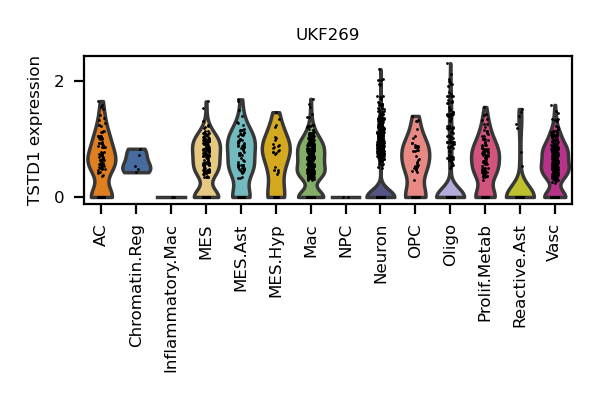 UKF269
TSTD1 expression
2
0
AC
Chromatin.Reg
Inflammatory.Mac
MES
MES.Ast
MES.Hyp
Mac
NPC
Neuron
OPC
Oligo
Prolif.Metab
Reactive.Ast
Vasc